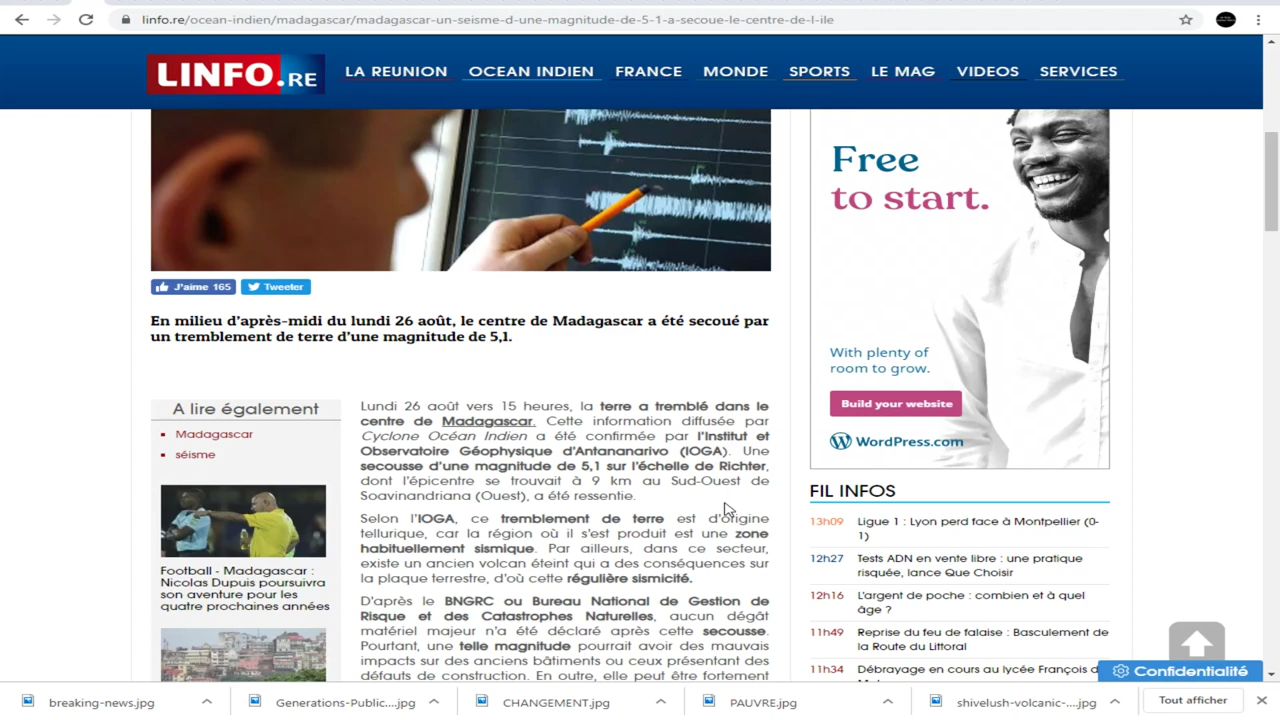 linfo.re/ocean-indien/madagascar/madagascar-un-seisme-d-une-magnitude-de-5-1-a-secoue-le-centre-de-l-ile
LINFO.RE
LA REUNION
OCEAN INDIEN
FRANCE
MONDE
SPORTS
LE MAG
VIDEOS
SERVICES
J'aime 165
Tweeter
En milieu d'après-midi du lundi 26 août, le centre de Madagascar a été secoué par
un tremblement de terre d'une magnitude de 5,1.
A lire également
Madagascar
séisme
Football - Madagascar :
Nicolas Dupuis poursuivra
son aventure pour les
quatre prochaines années
Lundi 26 août vers 15 heures, la terre a tremblé dans le
centre de Madagascar. Cette information diffusée par
Cyclone Océan Indien a été confirmée par l'Institut et
Observatoire Géophysique d'Antananarivo (IOGA). Une
secousse d'une magnitude de 5,1 sur l'échelle de Richter,
dont l'épicentre se trouvait à 9 km au Sud-Ouest de
Soavinandriana (Ouest), a été ressentie.
Selon l'IOGA, ce tremblement de terre est d'origine
tellurique, car la région où il s'est produit est une zone
habituellement sismique. Par ailleurs, dans ce secteur,
existe un ancien volcan éteint qui a des conséquences sur
la plaque terrestre, d'où cette régulière sismicité.
D'après le BNGRC ou Bureau National de Gestion de
Risque et des Catastrophes Naturelles, aucun dégât
matériel majeur n'a été déclaré après cette secousse.
Pourtant, une telle magnitude pourrait avoir des mauvais
impacts sur des anciens bâtiments ou ceux présentant des
défauts de construction. En outre, elle peut être fortement
Free
to start.
With plenty of
room to grow.
Build your website
WordPress.com
FIL INFOS
13h09 Ligue 1 : Lyon perd face à Montpellier (0-
1)
12h27 Tests ADN en vente libre : une pratique
risquée, lance Que Choisir
12h16 L'argent de poche : combien et à quel
âge ?
11h49 Reprise du feu de falaise : Basculement de
la Route du Littoral
11h34 Débrayage en cours au lycée François d
Confidentialité
breaking-news.jpg
Generations-Public....jpg
CHANGEMENT.jpg
PAUVRE.jpg
shivelush-volcanic-....jpg
Tout afficher